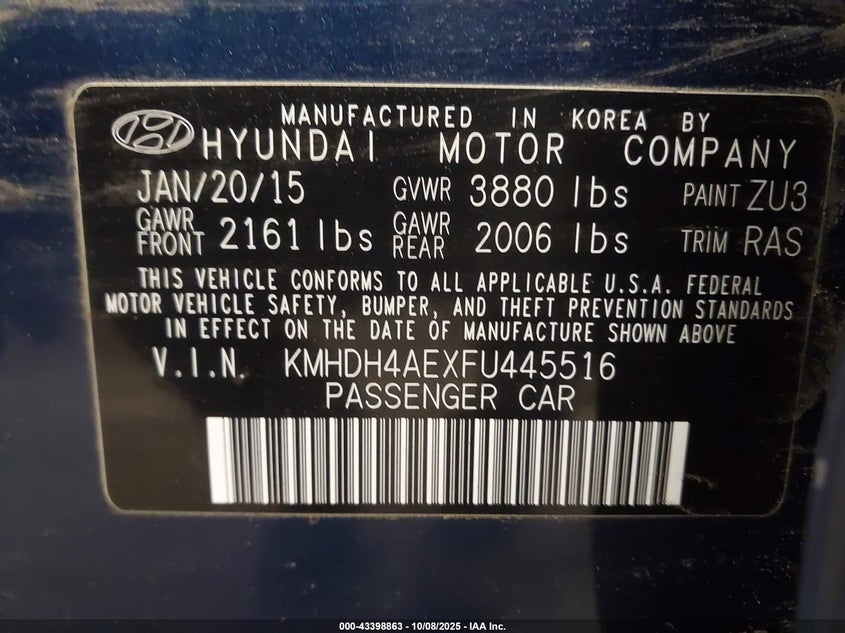 MANUFACTURED IN KOREA BY
HYUNDAI MOTOR COMPANY
JAN/20/15 GVWR 3880 lbs PAINT ZU3
GAWR FRONT 2161 lbs GAWR REAR 2006 lbs TRIM RAS
THIS VEHICLE CONFORMS TO ALL APPLICABLE U.S.A. FEDERAL
MOTOR VEHICLE SAFETY, BUMPER, AND THEFT PREVENTION STANDARDS
IN EFFECT ON THE DATE OF MANUFACTURE SHOWN ABOVE
V.I.N. KMHDH4AEXFU445516
PASSENGER CAR
000-43398863 - 10/08/2025 - IAA Inc.